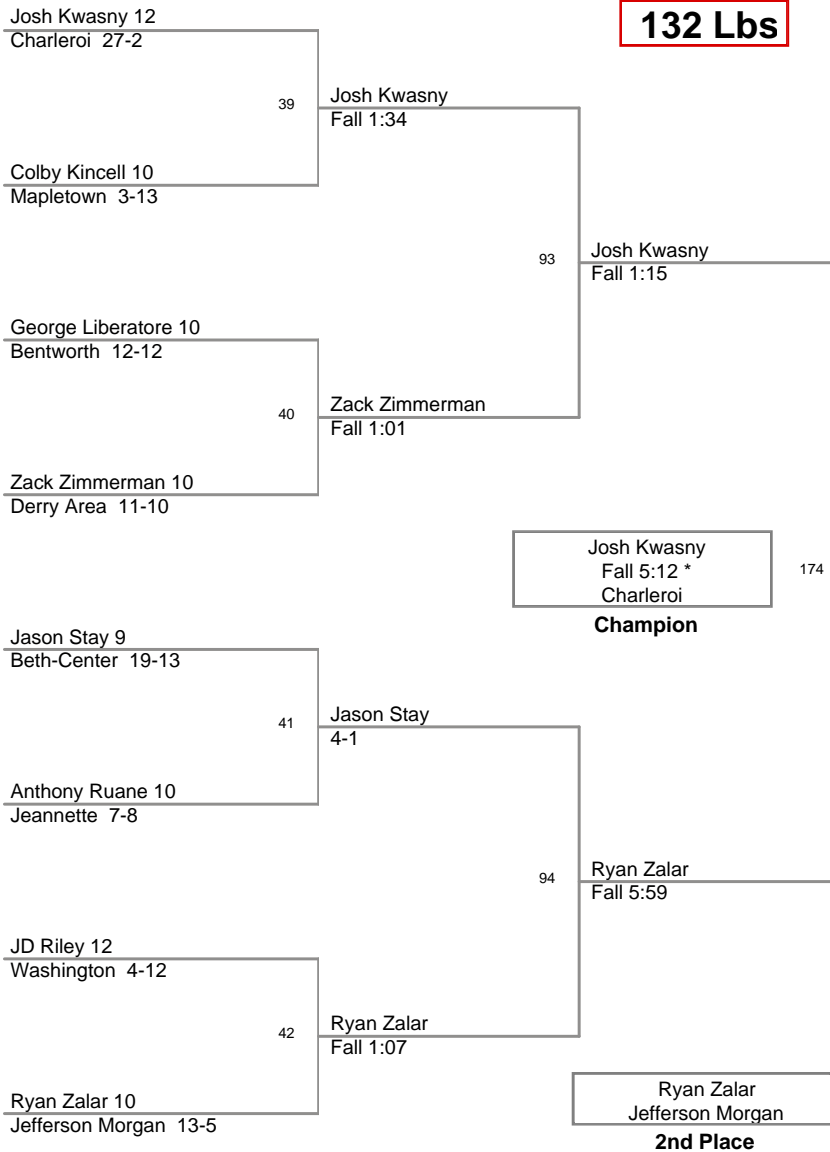 132 Lbs
Josh Kwasny 12
Charleroi 27-2
39
Josh Kwasny
Fall 1:34
Colby Kincell 10
Mapletown 3-13
93
Josh Kwasny
Fall 1:15
George Liberatore 10
Bentworth 12-12
40
Zack Zimmerman
Fall 1:01
Zack Zimmerman 10
Derry Area 11-10
Josh Kwasny
Fall 5:12 *
Charleroi
174
Champion
Jason Stay 9
Beth-Center 19-13
41
Jason Stay
4-1
Anthony Ruane 10
Jeannette 7-8
94
Ryan Zalar
Fall 5:59
JD Riley 12
Washington 4-12
42
Ryan Zalar
Fall 1:07
Ryan Zalar 10
Jefferson Morgan 13-5
Ryan Zalar
Jefferson Morgan
2nd Place